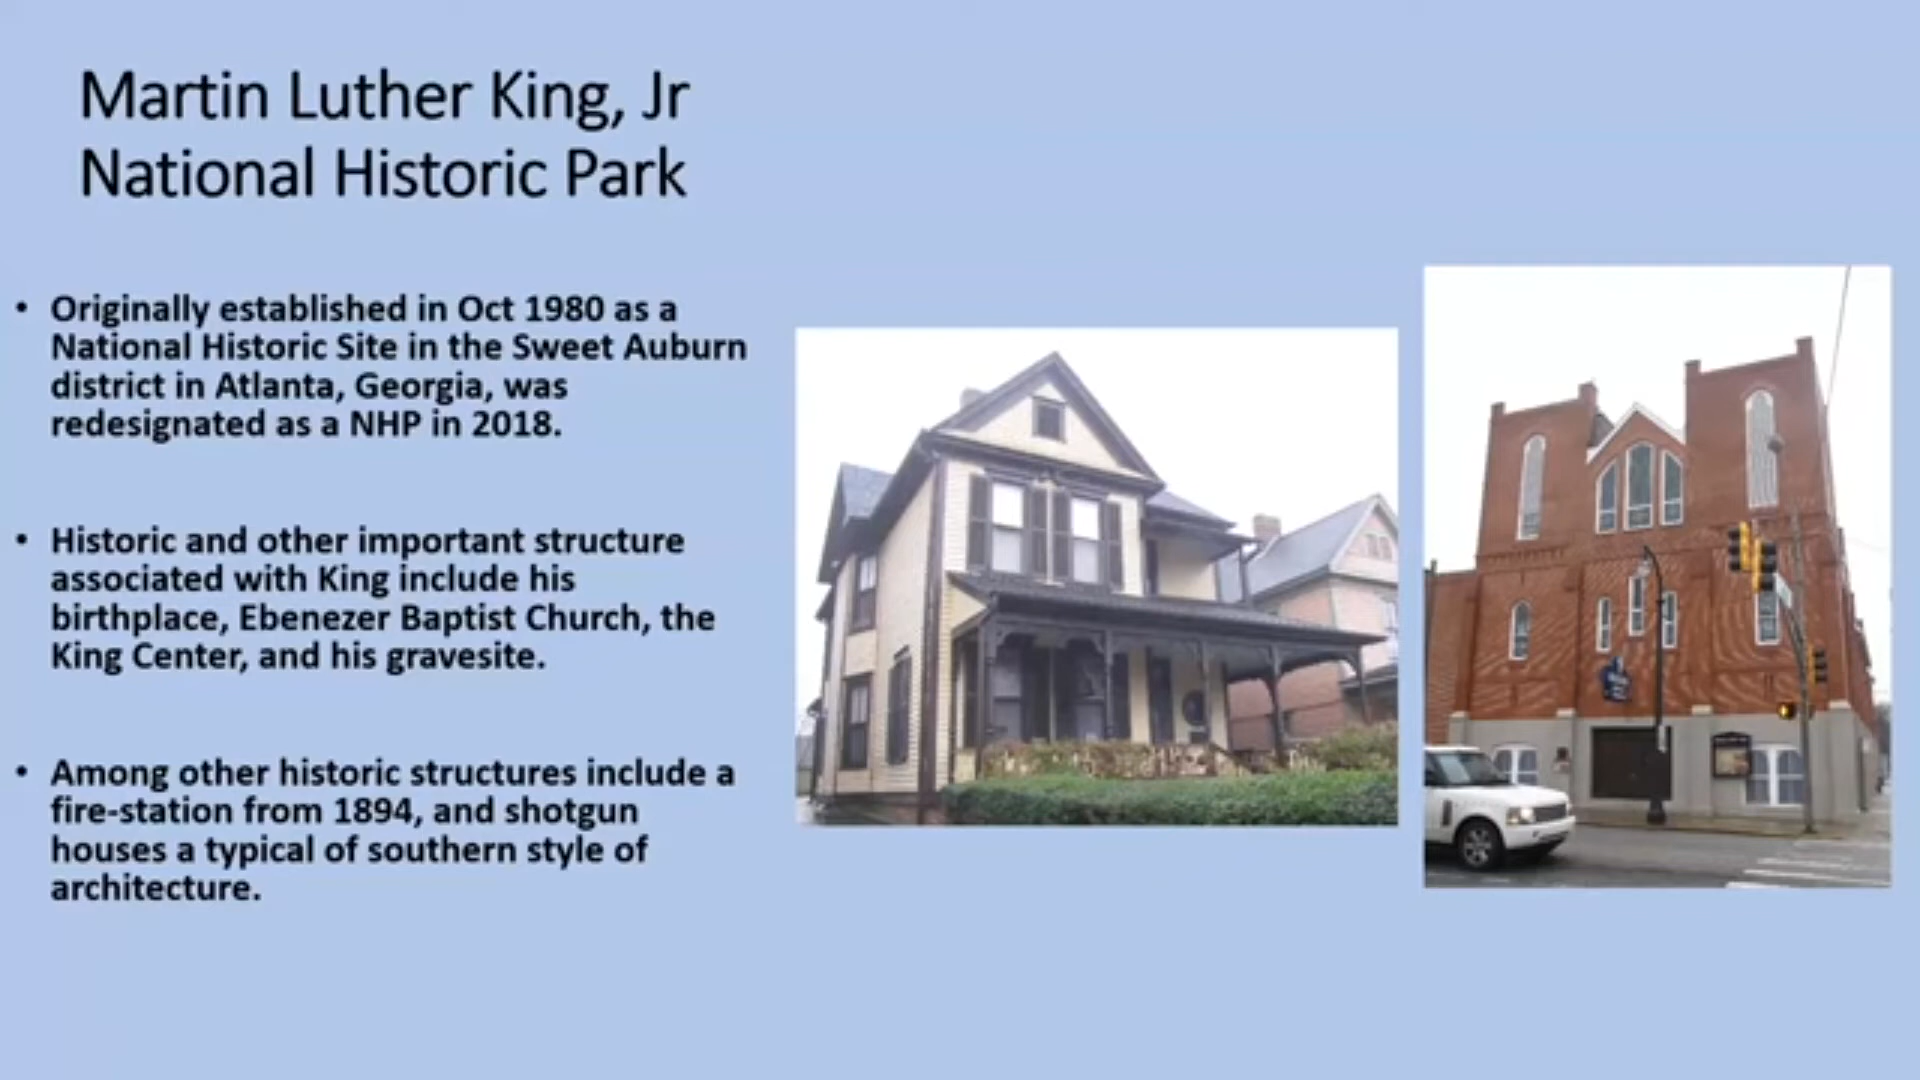 Martin Luther King, Jr
National Historic Park
• Originally established in Oct 1980 as a
National Historic Site in the Sweet Auburn
district in Atlanta, Georgia, was
redesignated as a NHP in 2018.
• Historic and other important structure
associated with King include his
birthplace, Ebenezer Baptist Church, the
King Center, and his gravesite.
• Among other historic structures include a
fire-station from 1894, and shotgun
houses a typical of southern style of
architecture.